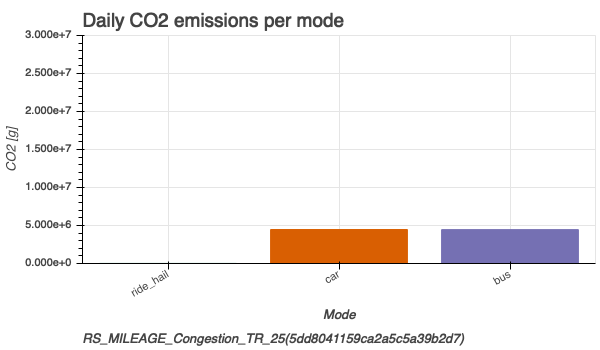 Daily CO2 emissions per mode
3.000e+7
2.500e+7
2.000e+7
1.500e+7
1.000e+7
5.000e+6
0.000e+0
CO2 [g]
ride_hail
car
bus
Mode
RS_MILEAGE_Congestion_TR_25(5dd8041159ca2a5c5a39b2d7)